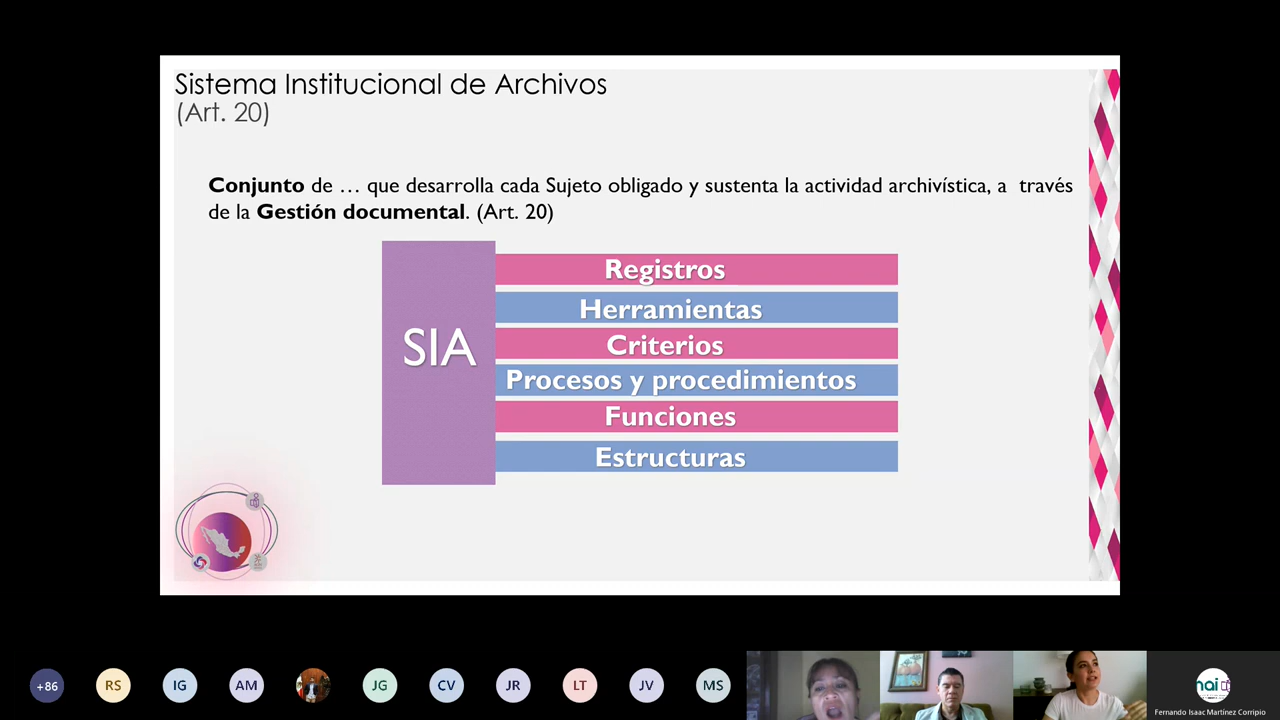 Sistema Institucional de Archivos
(Art. 20)
Conjunto de … que desarrolla cada Sujeto obligado y sustenta la actividad archivística, a través
de la Gestión documental. (Art. 20)
SIA
Registros
Herramientas
Criterios
Procesos y procedimientos
Funciones
Estructuras
+86
RS
IG
AM
JG
CV
JR
LT
JV
MS
nai
Fernando Isaac Martínez Corripio